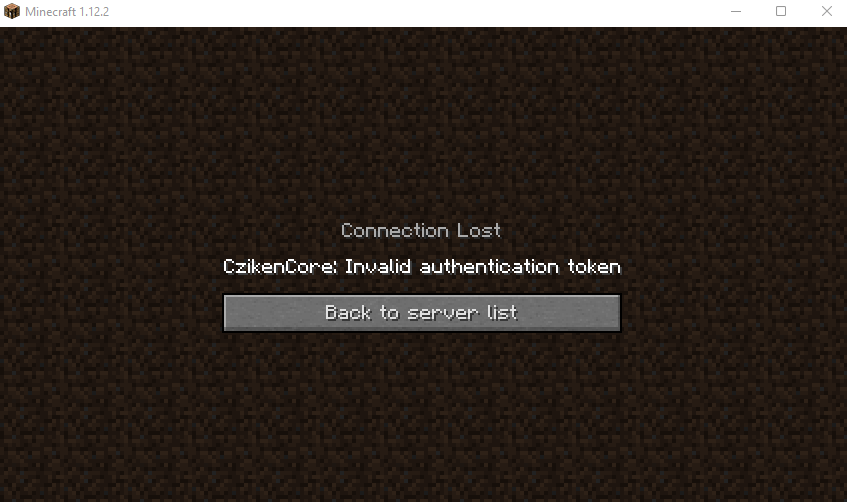 Minecraft 1.12.2
Connection Lost
CzikenCore: Invalid authentication token
Back to server list